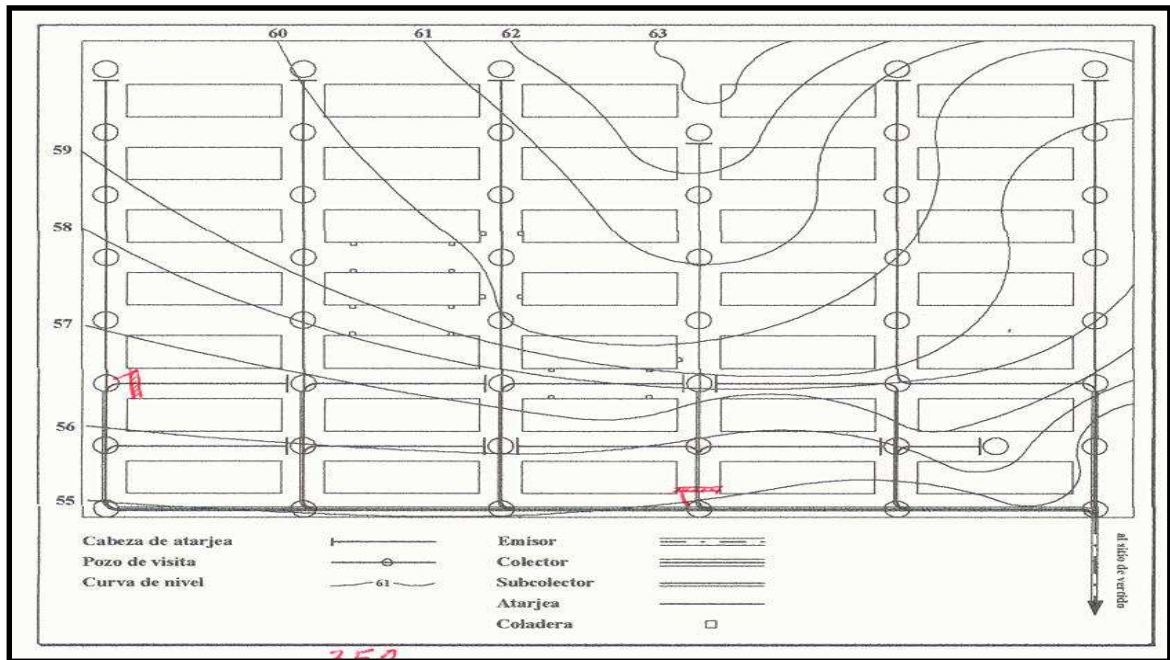 60 61 62 63
59
58
57
56
55
Cabeza de atarjea
Pozo de visita
Curva de nivel
61
Emisor
Colector
Subcolector
Atarjea
Coladera
al sitio de vertido